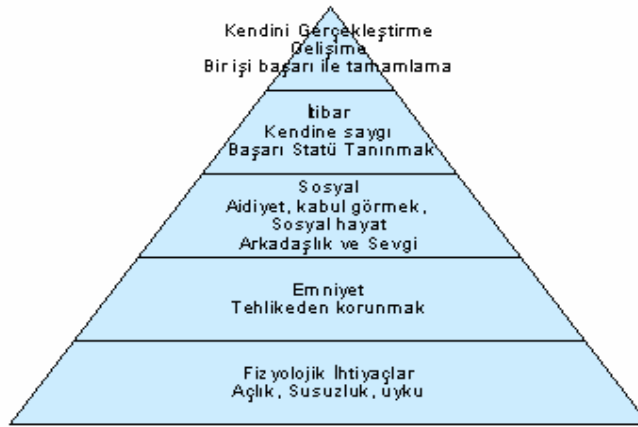 Kendini Gerçekleştirme
Gelişime
Bir işi başarı ile tamamlama
İtibar
Kendine saygı
Başarı Statü Tanınmak
Sosyal
Aidiyet, kabul görmek,
Sosyal hayat
Arkadaşlık ve Sevgi
Emniyet
Tehlikeden korunmak
Fizyolojik İhtiyaçlar
Açlık, Susuzluk, uyku